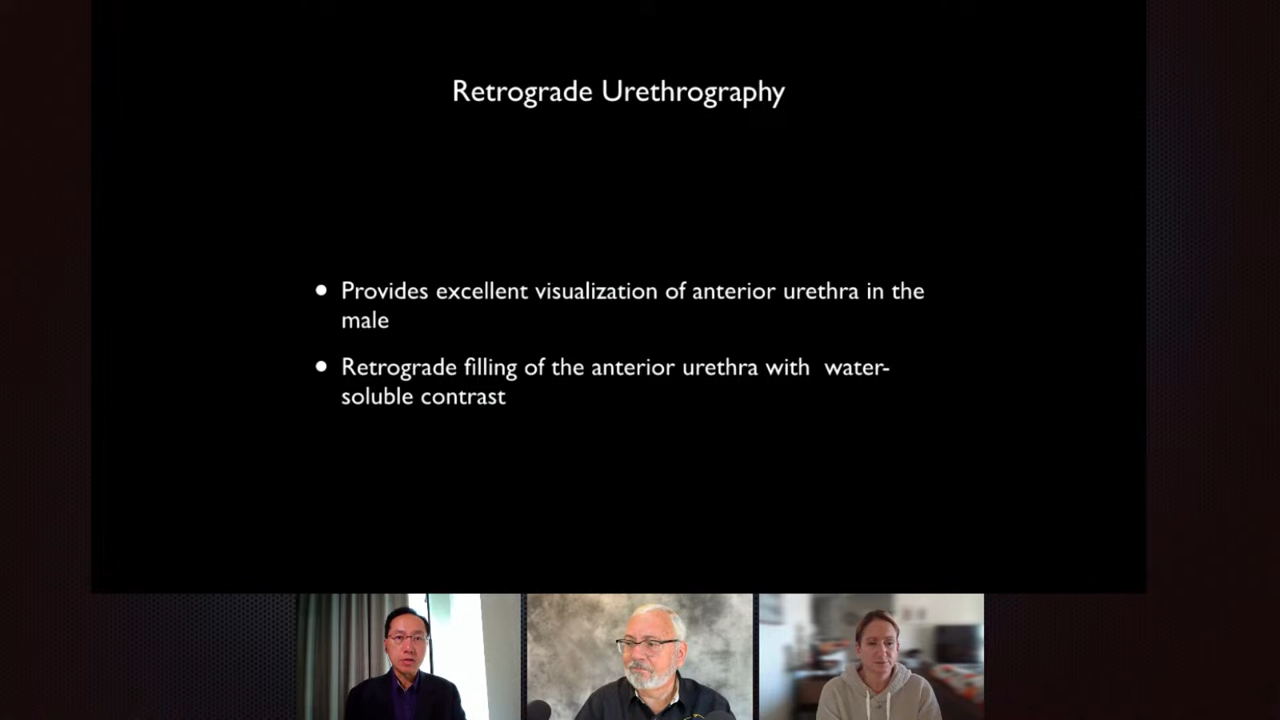 Retrograde Urethrography
● Provides excellent visualization of anterior urethra in the
male
● Retrograde filling of the anterior urethra with water-
soluble contrast